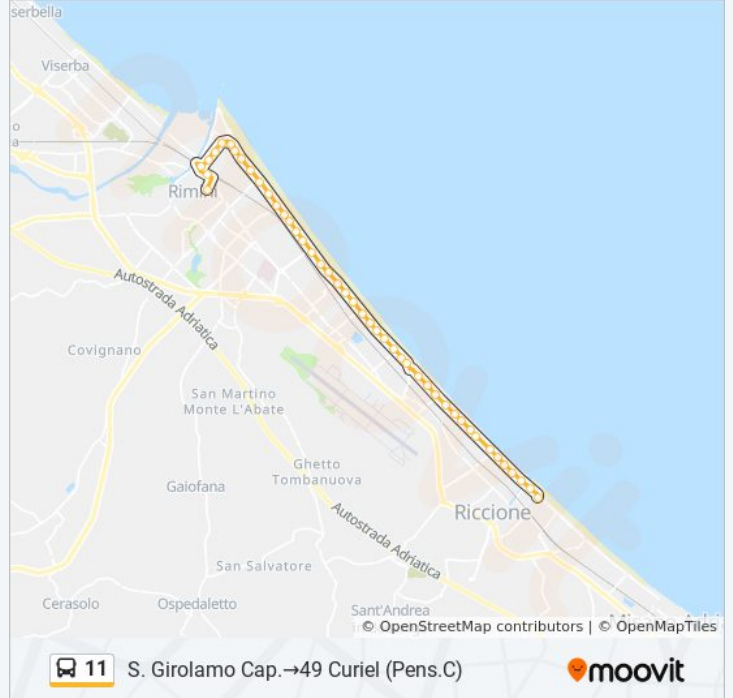 serbella
Viserba
o
a
Rimini
Autostrada Adriatica
Covignano
San Martino
Monte L'Abate
Ghetto
Tombanuova
Gaiofana
Riccione
Autostrada Adriatica
San Salvatore
Cerasolo
Ospedaletto
Sant'Andrea
© OpenStreetMap contributors | © OpenMapTiles
11
S. Girolamo Cap.→49 Curiel (Pens.C)
moovit